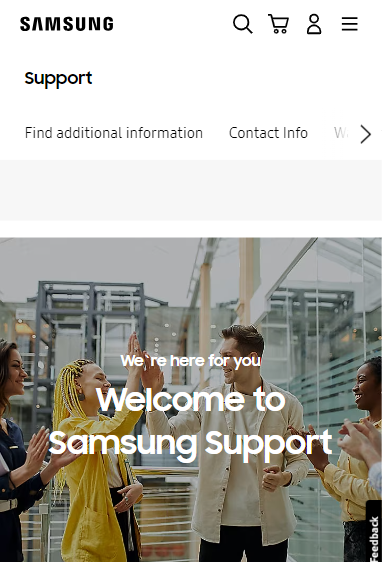 SAMSUNG
Support
Find additional information Contact Info
We`re here for you
Welcome to
Samsung Support
Feedback